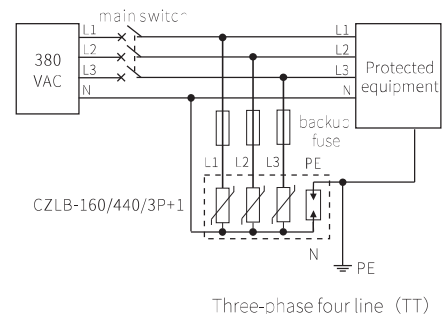 main switch
L1
L1
380
VAC
L2
L2
L3
L3
N
N
Protected
equipment
backup
fuse
L1
L2
L3
PE
CZLB-160/440/3P+1
N
PE
Three-phase four line (TT)